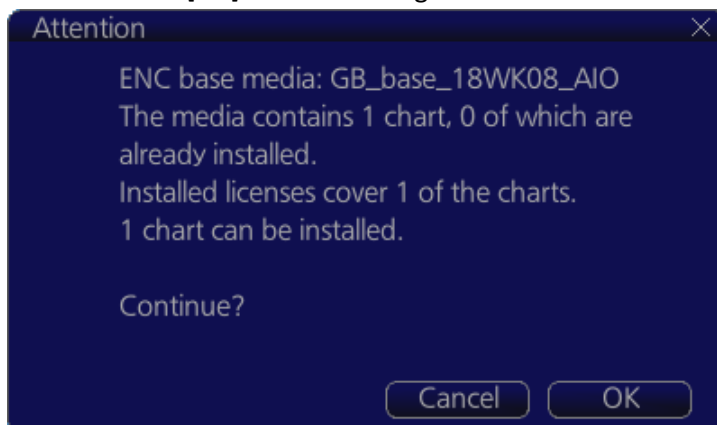 Attention
ENC base media: GB_base_18WK08_AIO
The media contains 1 chart, 0 of which are
already installed.
Installed licenses cover 1 of the charts.
1 chart can be installed.
Continue?
Cancel OK